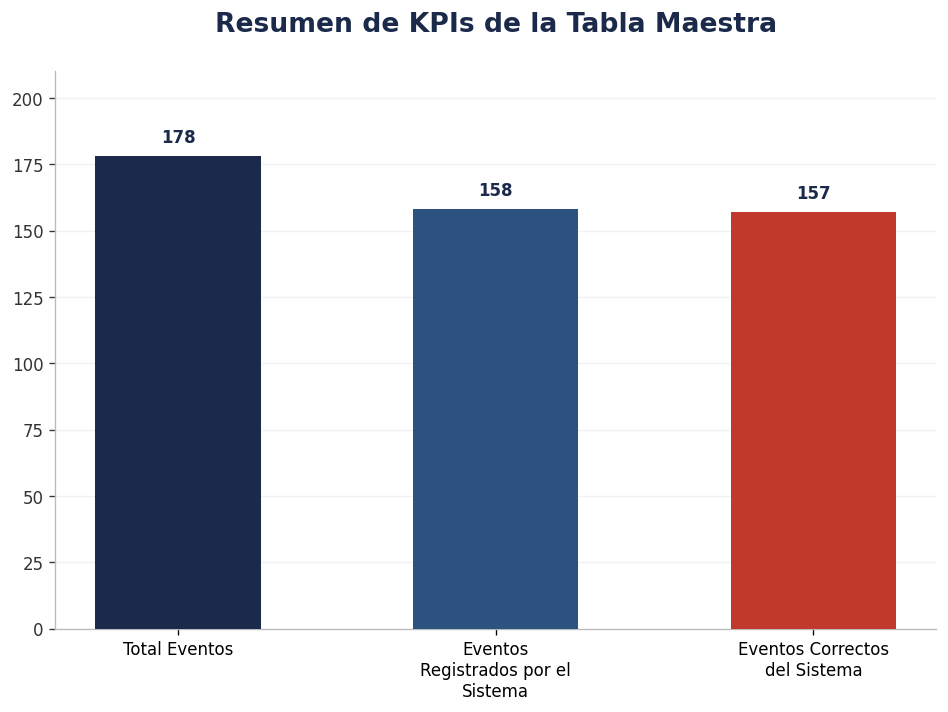 Resumen de KPIs de la Tabla Maestra
200
175
150
125
100
75
50
25
0
178
158
157
Total Eventos
Eventos
Registrados por el
Sistema
Eventos Correctos
del Sistema